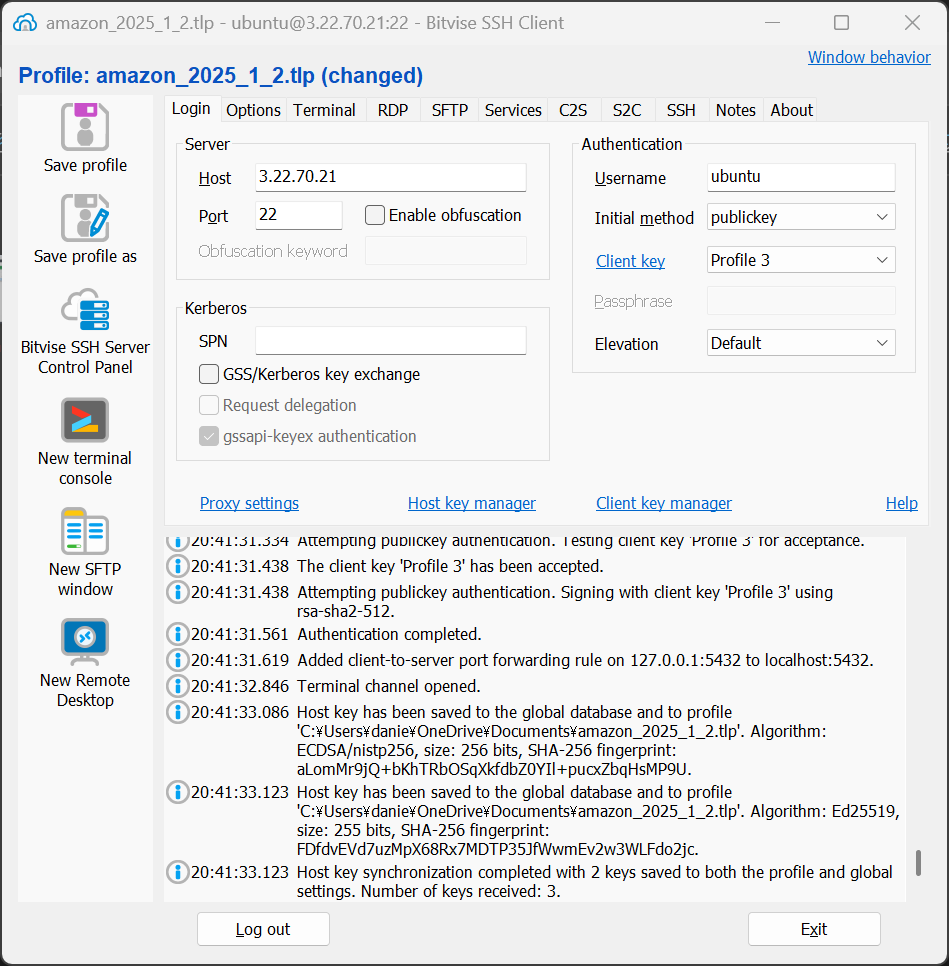 amazon_2025_1_2.tlp - ubuntu@3.22.70.21:22 - Bitvise SSH Client
Window behavior
Profile: amazon_2025_1_2.tlp (changed)
Save profile
Save profile as
Bitvise SSH Server
Control Panel
New terminal
console
New SFTP
window
New Remote
Desktop
Login Options Terminal RDP SFTP Services C2S S2C SSH Notes About
Server
Host 3.22.70.21
Port 22 Enable obfuscation
Obfuscation keyword
Kerberos
SPN
GSS/Kerberos key exchange
Request delegation
gssapi-keyex authentication
Authentication
Username ubuntu
Initial method publickey
Client key Profile 3
Passphrase
Elevation Default
Proxy settings Host key manager Client key manager Help
20:41:31.334 Attempting publickey authentication. Testing client key 'Profile 3' for acceptance.
20:41:31.438 The client key 'Profile 3' has been accepted.
20:41:31.438 Attempting publickey authentication. Signing with client key 'Profile 3' using
rsa-sha2-512.
20:41:31.561 Authentication completed.
20:41:31.619 Added client-to-server port forwarding rule on 127.0.0.1:5432 to localhost:5432.
20:41:32.846 Terminal channel opened.
20:41:33.086 Host key has been saved to the global database and to profile
'C:¥Users¥danie¥OneDrive¥Documents¥amazon_2025_1_2.tlp'. Algorithm:
ECDSA/nistp256, size: 256 bits, SHA-256 fingerprint:
aLomMr9jQ+bKhTRbOSqXkfdbZ0YIl+pucxZbqHsMP9U.
20:41:33.123 Host key has been saved to the global database and to profile
'C:¥Users¥danie¥OneDrive¥Documents¥amazon_2025_1_2.tlp'. Algorithm: Ed25519,
size: 255 bits, SHA-256 fingerprint:
FDfdvEVd7uzMpX68Rx7MDTP35JfWwmEv2w3WLFdo2jc.
20:41:33.123 Host key synchronization completed with 2 keys saved to both the profile and global
settings. Number of keys received: 3.
Log out Exit